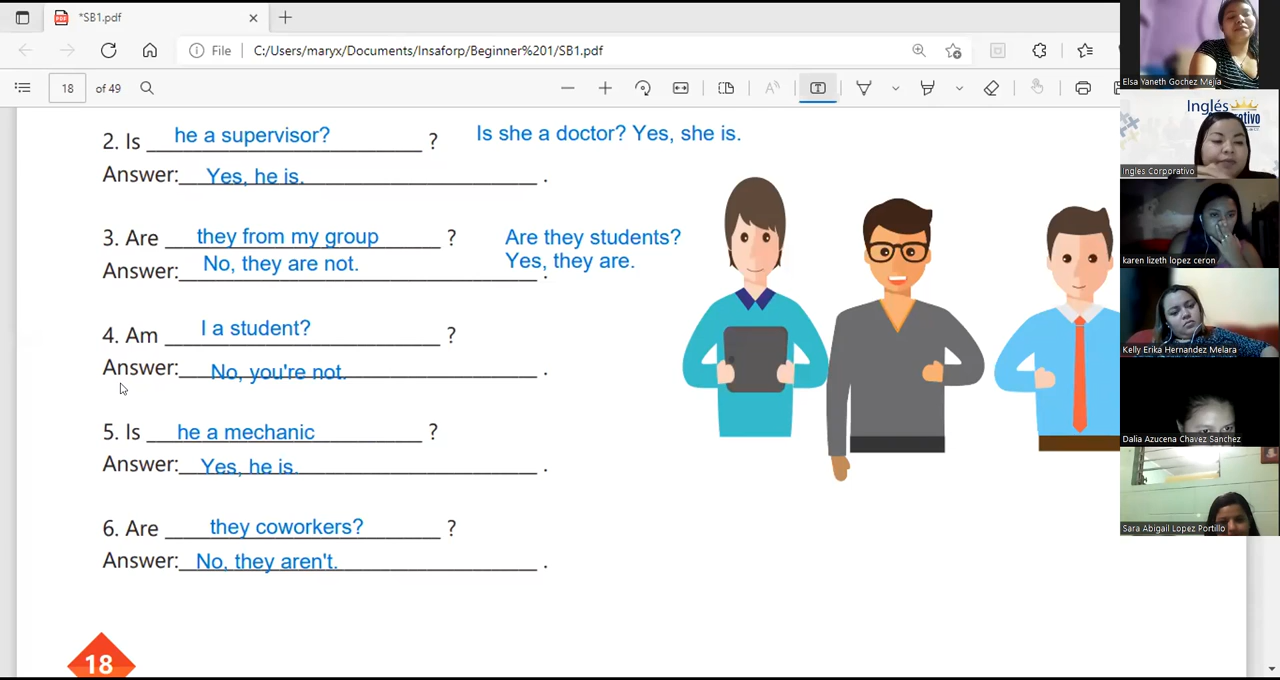 *SB1.pdf
File
C:/Users/maryx/Documents/Insaforp/Beginner%201/SB1.pdf
18 of 49
2. Is he a supervisor? ?
Is she a doctor? Yes, she is.
Answer: Yes, he is. .
3. Are they from my group ?
Are they students?
Answer: No, they are not. .
Yes, they are.
4. Am I a student? ?
Answer: No, you're not. .
5. Is he a mechanic ?
Answer: Yes, he is. .
6. Are they coworkers? ?
Answer: No, they aren't. .
18
Elsa Yaneth Gochez Mejia
Inglés
Ingles Corporativo
karen lizeth lopez ceron
Kelly Erika Hernandez Melara
Dalia Azucena Chavez Sanchez
Sara Abigail Lopez Portillo